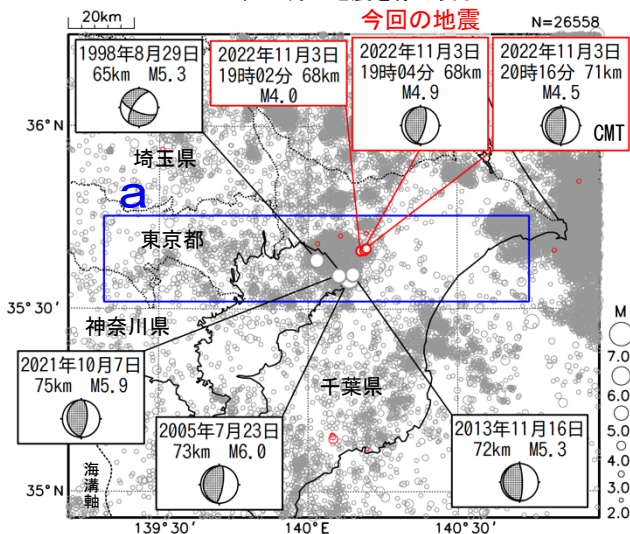 20km
今回の地震
N=26558
1998年8月29日
65km M5.3
2022年11月3日
19時02分 68km
M4.0
2022年11月3日
19時04分 68km
M4.9
2022年11月3日
20時16分 71km
M4.5
CMT
36°N
埼玉県
a
東京都
35°30′
神奈川県
M
7.0
6.0
5.0
4.0
3.0
2.0
2021年10月7日
75km M5.9
千葉県
2005年7月23日
73km M6.0
2013年11月16日
72km M5.3
35°N
海溝軸
139°30′
140°E
140°30′